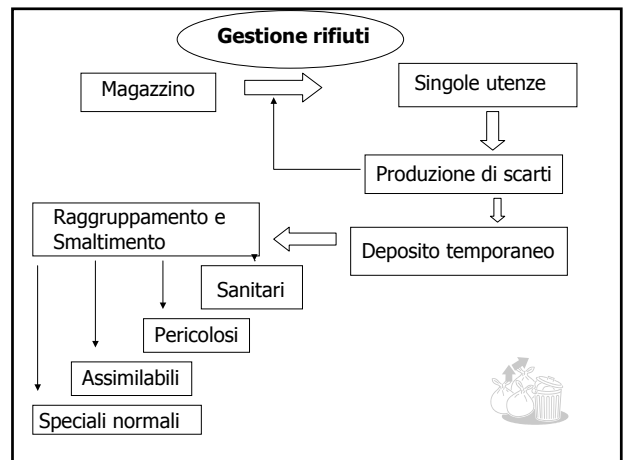 Gestione rifiuti
Magazzino
Singole utenze
Produzione di scarti
Raggruppamento e
Smaltimento
Deposito temporaneo
Sanitari
Pericolosi
Assimilabili
Speciali normali